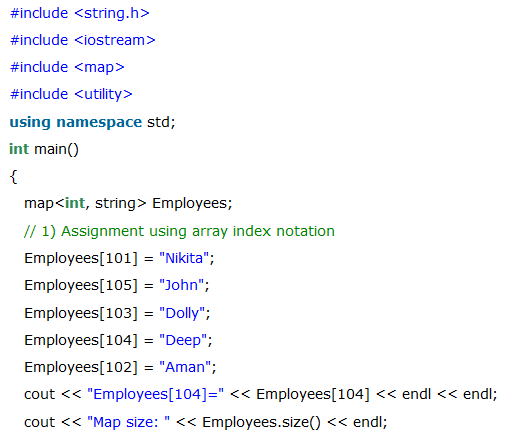 #include <string.h>
#include <iostream>
#include <map>
#include <utility>
using namespace std;
int main()
{
map<int, string> Employees;
// 1) Assignment using array index notation
Employees[101] = "Nikita";
Employees[105] = "John";
Employees[103] = "Dolly";
Employees[104] = "Deep";
Employees[102] = "Aman";
cout << "Employees[104]=" << Employees[104] << endl << endl;
cout << "Map size: " << Employees.size() << endl;